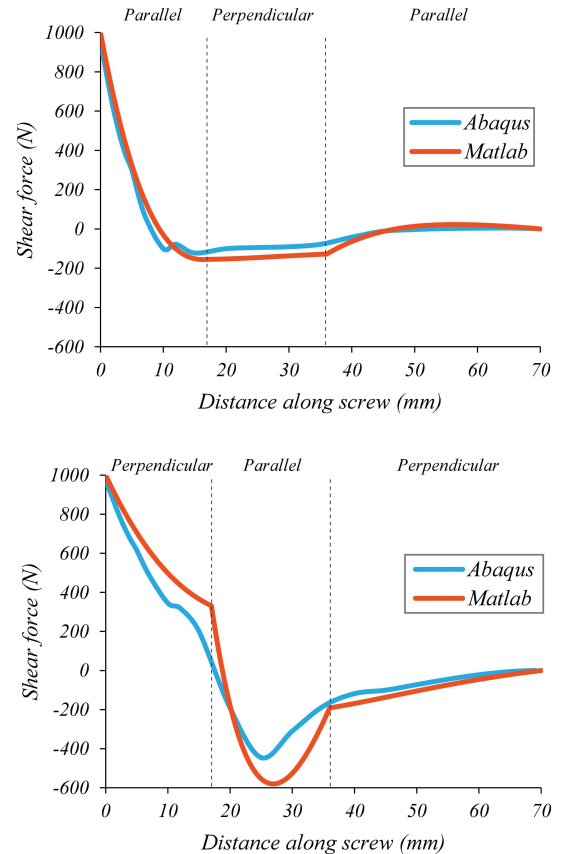 Parallel Perpendicular Parallel
1000
800
600
400
200
0
-200
-400
-600
Shear force (N)
Abaqus
Matlab
0 10 20 30 40 50 60 70
Distance along screw (mm)
Perpendicular Parallel Perpendicular
1000
800
600
400
200
0
-200
-400
-600
Shear force (N)
Abaqus
Matlab
0 10 20 30 40 50 60 70
Distance along screw (mm)